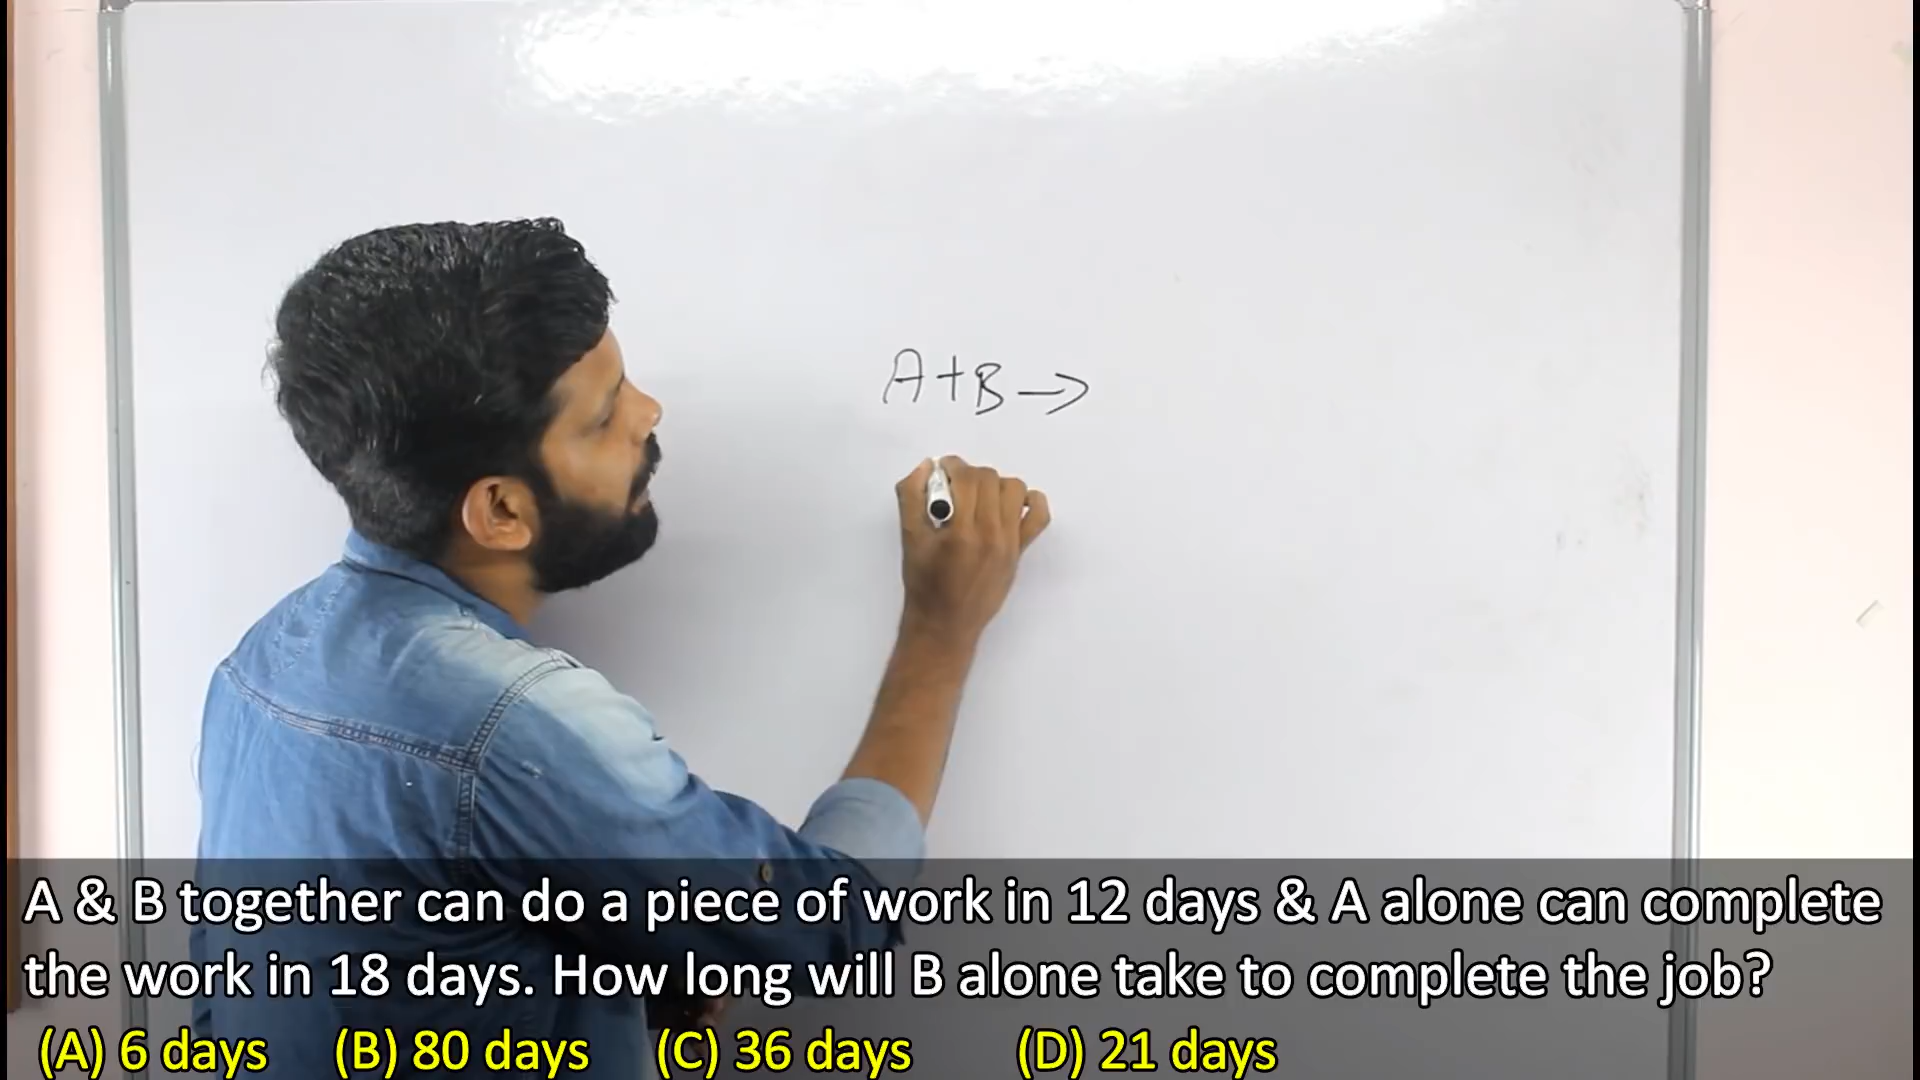 A+B→
A & B together can do a piece of work in 12 days & A alone can complete
the work in 18 days. How long will B alone take to complete the job?
(A) 6 days (B) 80 days (C) 36 days (D) 21 days